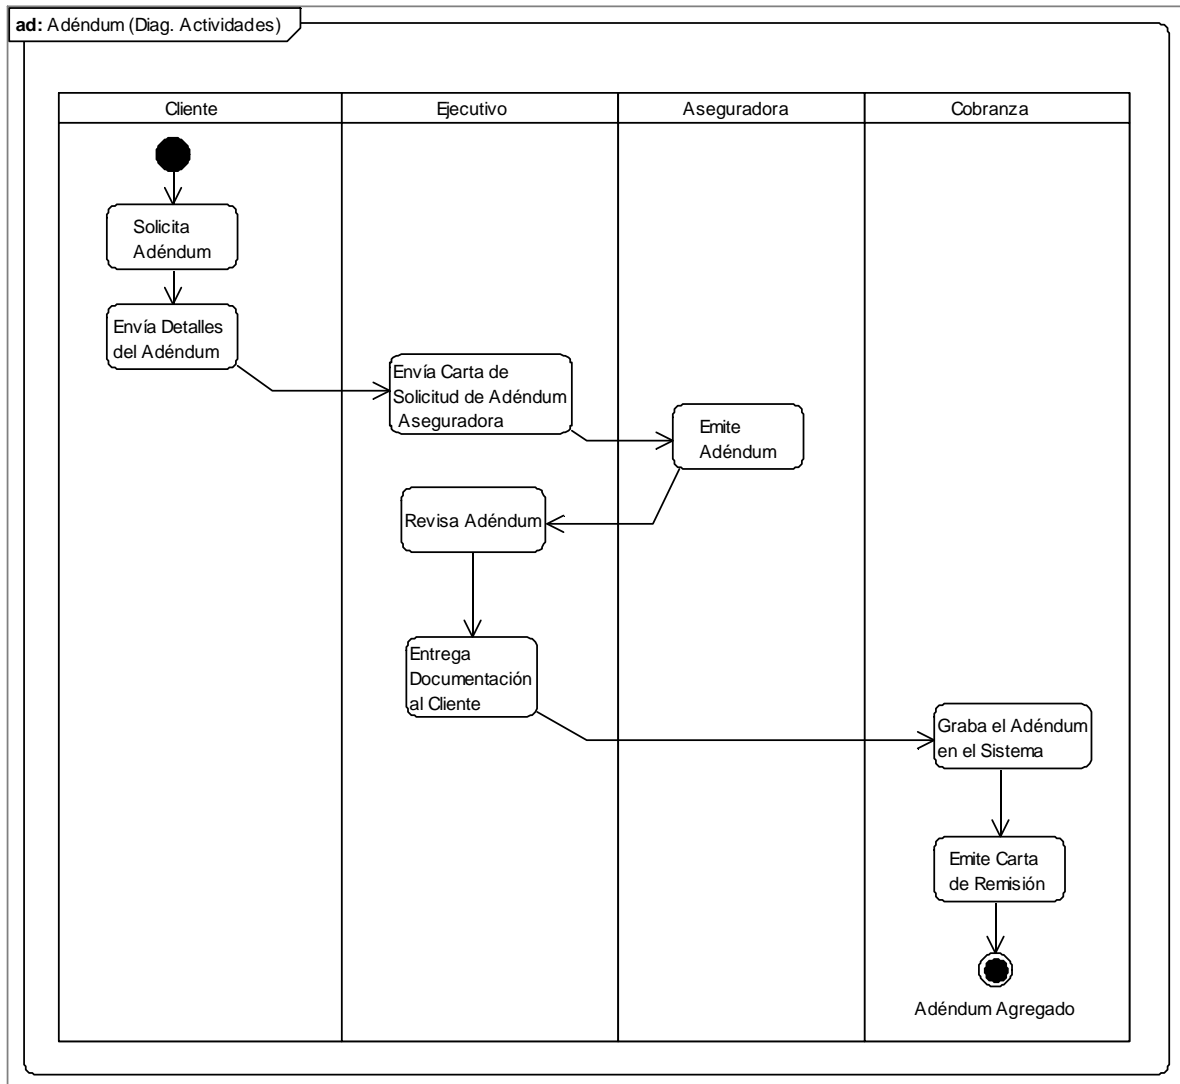 ad: Adéndum (Diag. Actividades)
Cliente
Ejecutivo
Aseguradora
Cobranza
Solicita
Adéndum
Envía Detalles
del Adéndum
Envía Carta de
Solicitud de Adéndum
Aseguradora
Emite
Adéndum
Revisa Adéndum
Entrega
Documentación
al Cliente
Graba el Adéndum
en el Sistema
Emite Carta
de Remisión
Adéndum Agregado